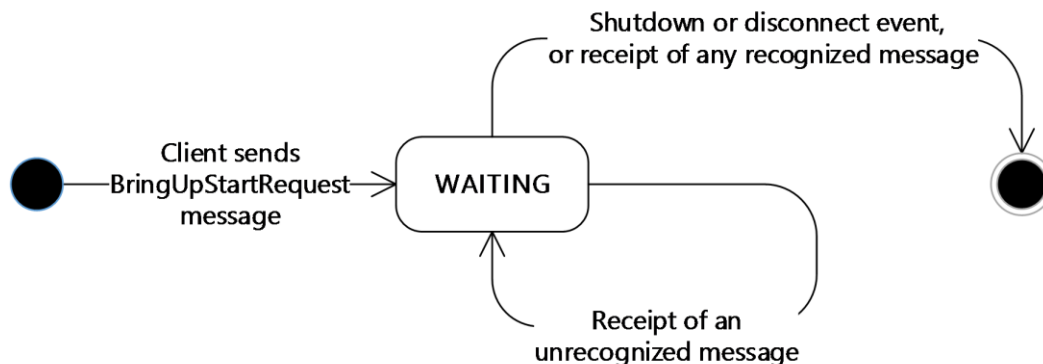 Shutdown or disconnect event,
or receipt of any recognized message
Client sends
BringUpStartRequest
message
WAITING
Receipt of an
unrecognized message